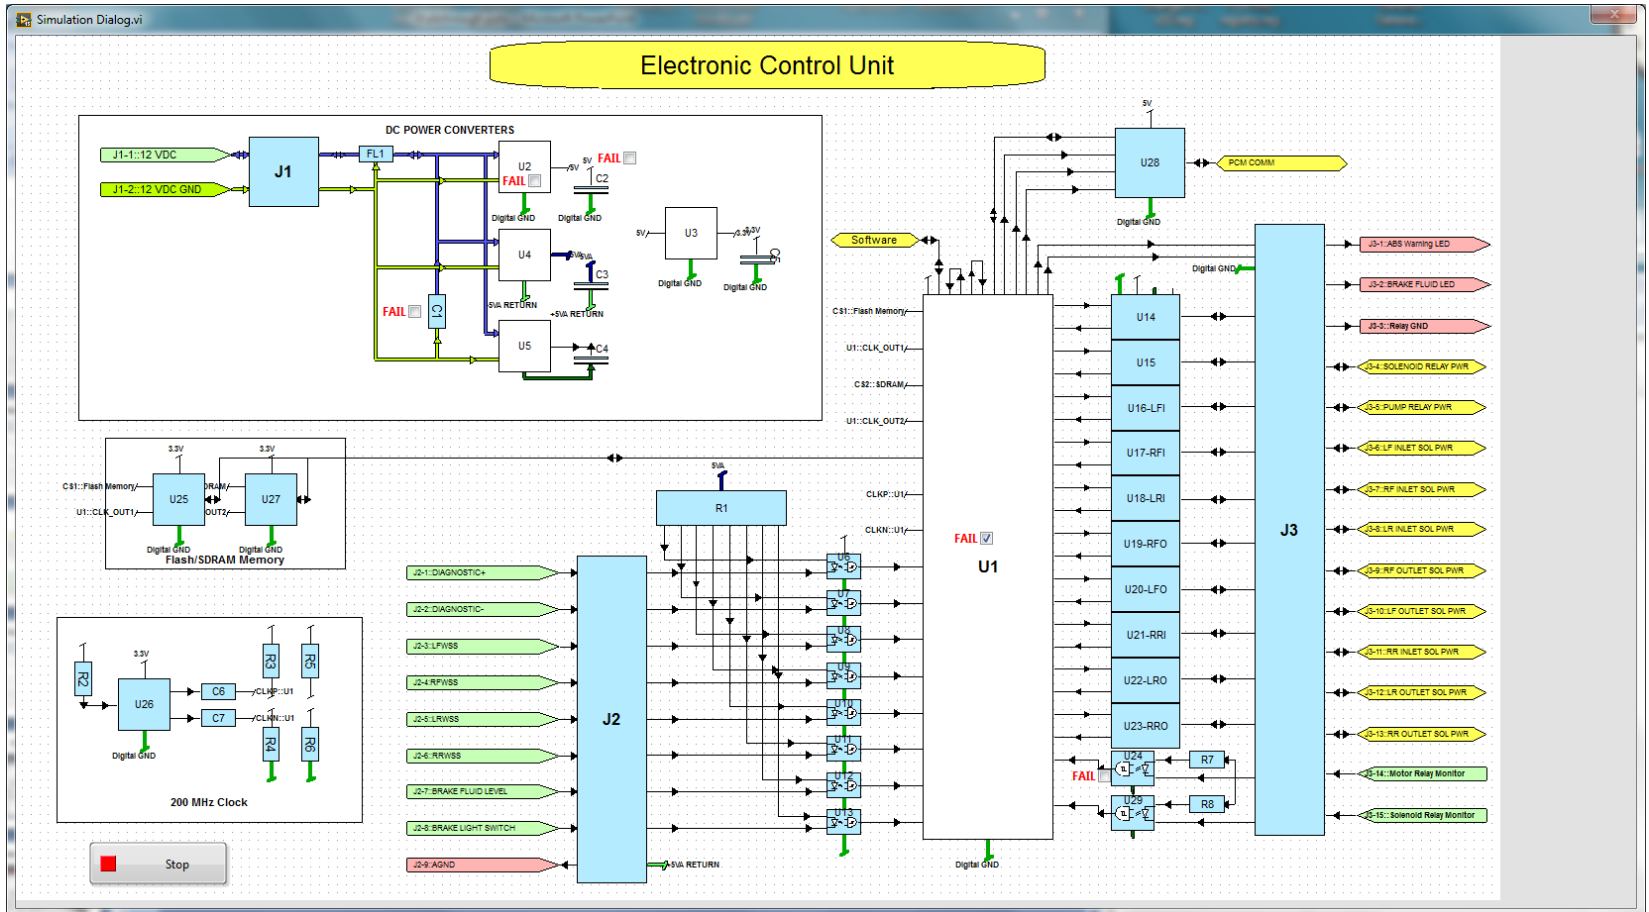 Simulation Dialog.vi
Electronic Control Unit
DC POWER CONVERTERS
J1-1::12 VDC
J1-2::12 VDC GND
J1
FL1
U2
FAIL
5V
5V
FAIL
C2
Digital GND
Digital GND
U4
5VA
C3
-5VA RETURN
+5VA RETURN
FAIL
C1
U5
C4
5V
U3
3.3V
3.3V
C5
Digital GND
Digital GND
5V
U28
PCM COMM
Digital GND
Software
CS1::Flash Memory
U1::CLK_OUT1
CS2::SDRAM
U1::CLK_OUT2
CLKP::U1
CLKN::U1
FAIL
U1
Digital GND
Digital GND
U14
U15
U16-LFI
U17-RFI
U18-LRI
U19-RFO
U20-LFO
U21-RRI
U22-LRO
U23-RRO
U24
FAIL
U29
R7
R8
J3
J3-1::ABS Warning LED
J3-2::BRAKE FLUID LED
J3-3::Relay GND
J3-4::SOLENOID RELAY PWR
J3-5::PUMP RELAY PWR
J3-6::LF INLET SOL PWR
J3-7::RF INLET SOL PWR
J3-8::LR INLET SOL PWR
J3-9::RF OUTLET SOL PWR
J3-10::LF OUTLET SOL PWR
J3-11::RR INLET SOL PWR
J3-12::LR OUTLET SOL PWR
J3-13::RR OUTLET SOL PWR
J3-14::Motor Relay Monitor
J3-15::Solenoid Relay Monitor
3.3V
3.3V
CS1::Flash Memory
U25
DRAM
U27
U1::CLK_OUT1
OUT2
Digital GND
Digital GND
Flash/SDRAM Memory
5VA
R1
J2-1::DIAGNOSTIC+
J2-2::DIAGNOSTIC-
J2-3::LFWSS
J2-4::RFWSS
J2-5::LRWSS
J2-6::RRWSS
J2-7::BRAKE FLUID LEVEL
J2-8::BRAKE LIGHT SWITCH
J2-9::AGND
J2
+5VA RETURN
U6
U7
U8
U9
U10
U11
U12
U13
R2
3.3V
U26
C6
CLKP::U1
C7
CLKN::U1
R3
R5
R4
R6
Digital GND
200 MHz Clock
Stop